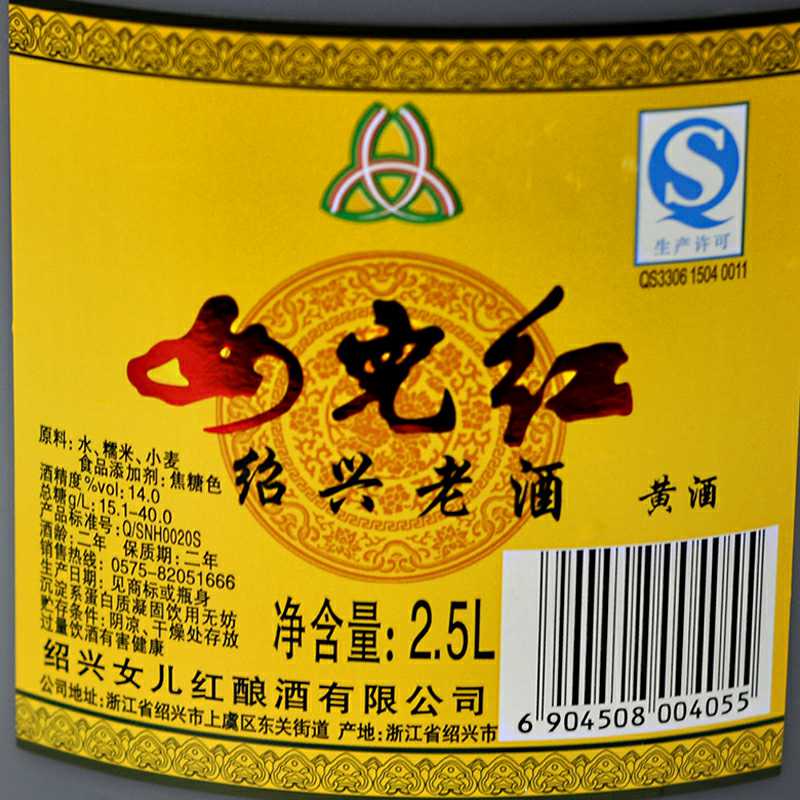 生产许可
QS3306 1504 0011
女儿红
绍兴老酒
黄酒
原料:水、糯米、小麦
食品添加剂:焦糖色
酒精度%vol:14.0
总糖g/L:15.1-40.0
产品标准号:Q/SNH0020S
酒龄:二年 保质期:二年
销售热线:0575-82051666
生产日期:见商标或瓶身
沉淀系蛋白质凝固饮用无妨
贮存条件:阴凉、干燥处存放
过量饮酒有害健康
净含量:2.5L
绍兴女儿红酿酒有限公司
公司地址:浙江省绍兴市上虞区东关街道 产地:浙江省绍兴市
6 904508 004055